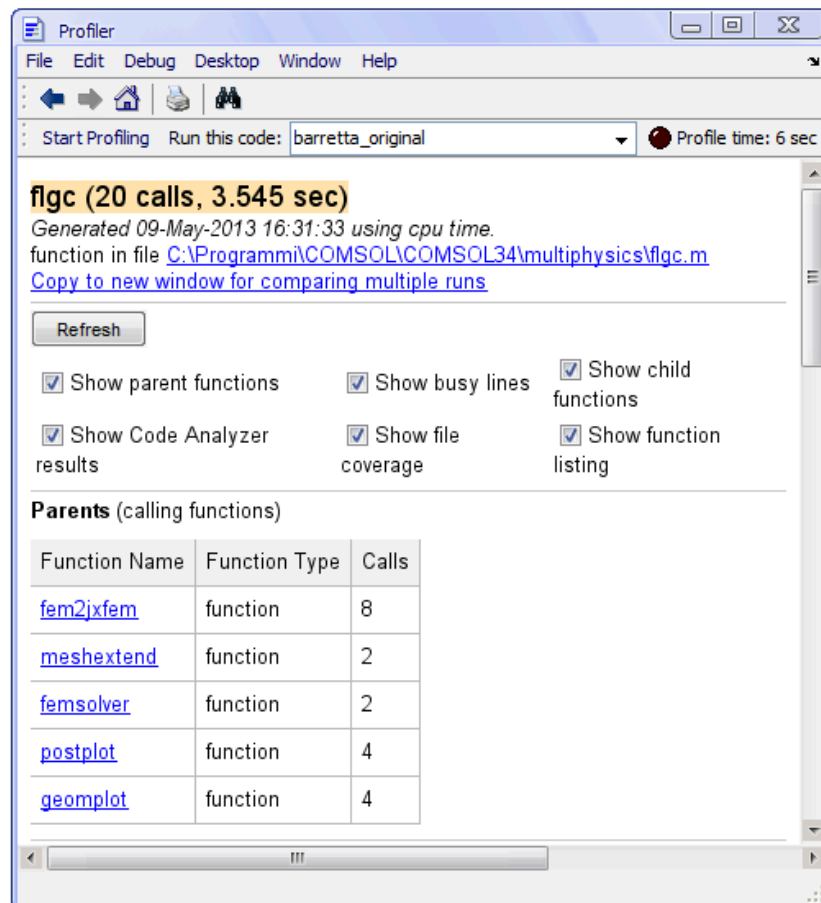 Profiler
File Edit Debug Desktop Window Help
Start Profiling Run this code: barretta_original Profile time: 6 sec
flgc (20 calls, 3.545 sec)
Generated 09-May-2013 16:31:33 using cpu time.
function in file C:\Programmi\COMSOL\COMSOL34\multiphysics\flgc.m
Copy to new window for comparing multiple runs
Refresh
Show parent functions Show busy lines Show child
functions
Show Code Analyzer Show file Show function
results coverage listing
Parents (calling functions)
Function Name Function Type Calls
fem2jxfem function 8
meshextend function 2
femsolver function 2
postplot function 4
geomplot function 4